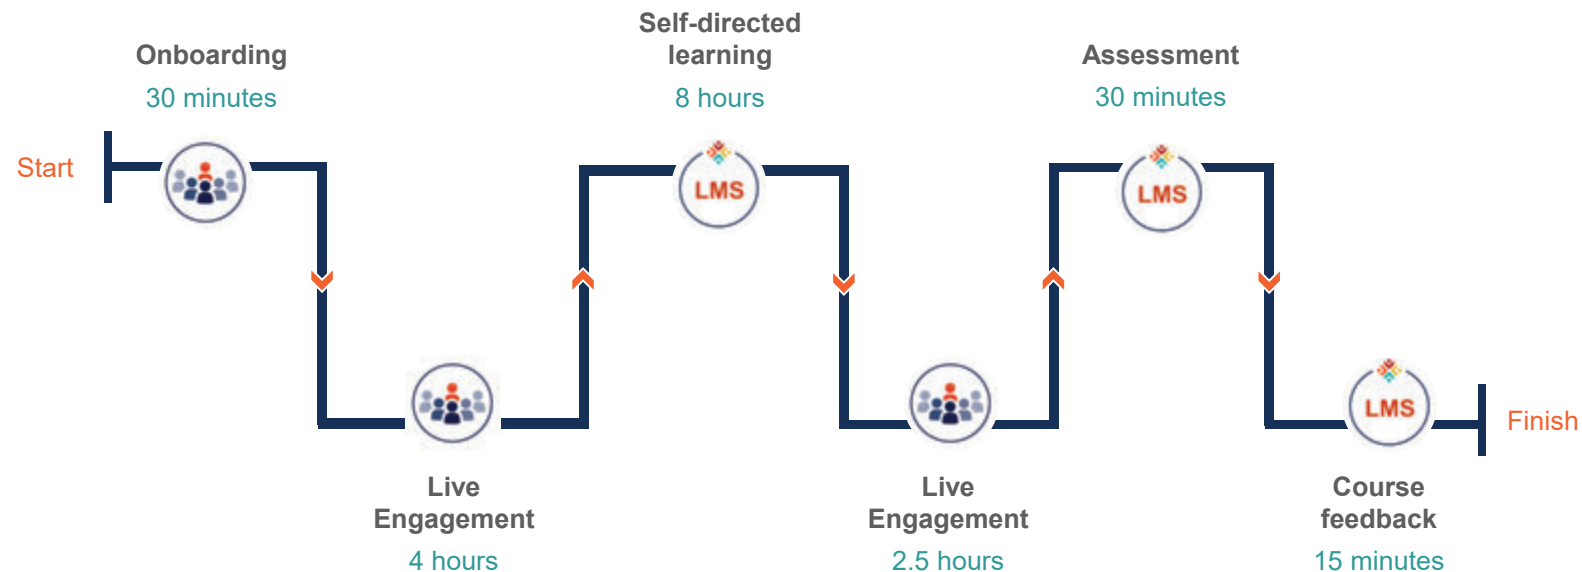 Start
Onboarding
30 minutes
Live
Engagement
4 hours
Self-directed
learning
8 hours
LMS
Live
Engagement
2.5 hours
Assessment
30 minutes
LMS
Course
feedback
15 minutes
LMS
Finish